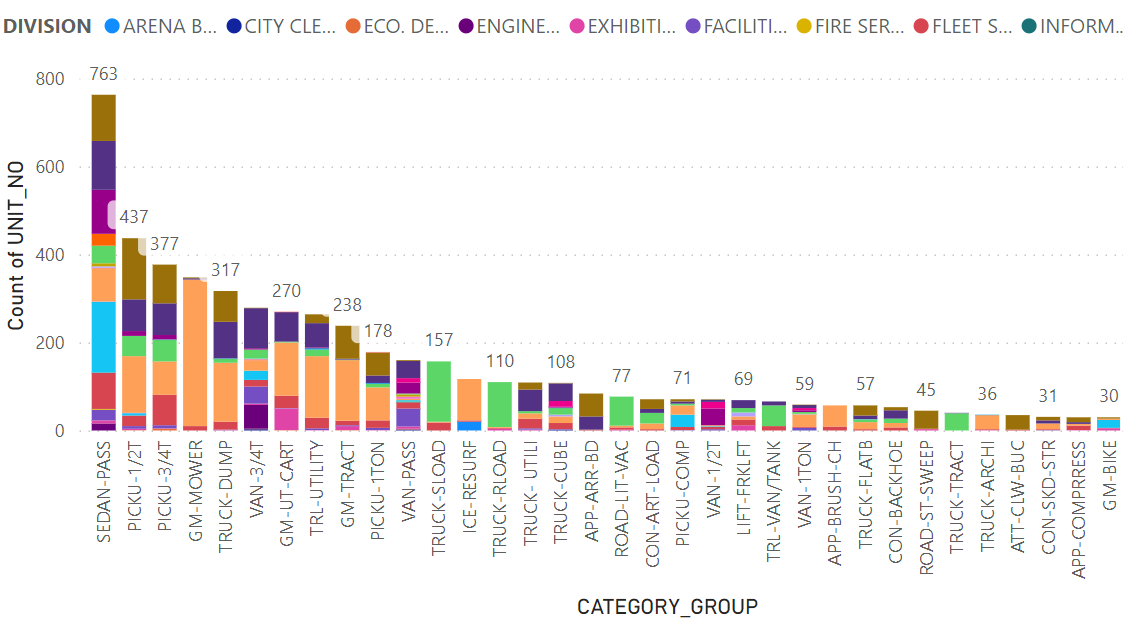 DIVISION ARENA B... CITY CLE... ECO. DE... ENGINE... EXHIBITI... FACILITI... FIRE SER... FLEET S... INFORM..
Count of UNIT_NO
800
600
400
200
0
763
437
377
317
270
238
178
157
110
108
77
71
69
59
57
45
36
31
30
SEDAN-PASS
PICKU-1/2T
PICKU-3/4T
GM-MOWER
TRUCK-DUMP
VAN-3/4T
GM-UT-CART
TRL-UTILITY
GM-TRACT
PICKU-1TON
VAN-PASS
TRUCK-SLOAD
ICE-RESURF
TRUCK-RLOAD
TRUCK- UTILI
TRUCK-CUBE
APP-ARR-BD
ROAD-LIT-VAC
CON-ART-LOAD
PICKU-COMP
VAN-1/2T
LIFT-FRKLFT
TRL-VAN/TANK
VAN-1TON
APP-BRUSH-CH
TRUCK-FLATB
CON-BACKHOE
ROAD-ST-SWEEP
TRUCK-TRACT
TRUCK-ARCHI
ATT-CLW-BUC
CON-SKD-STR
APP-COMPRESS
GM-BIKE
CATEGORY_GROUP